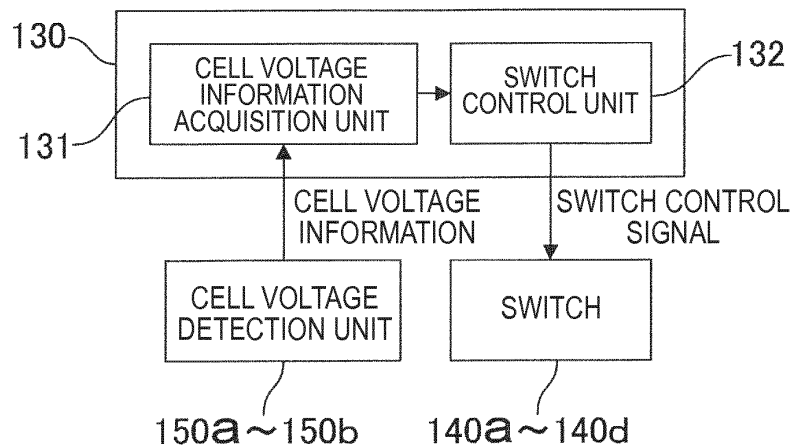 130
CELL VOLTAGE
INFORMATION
ACQUISITION UNIT
131
SWITCH
CONTROL UNIT
132
CELL VOLTAGE
INFORMATION
SWITCH CONTROL
SIGNAL
CELL VOLTAGE
DETECTION UNIT
SWITCH
150a～150b
140a～140d